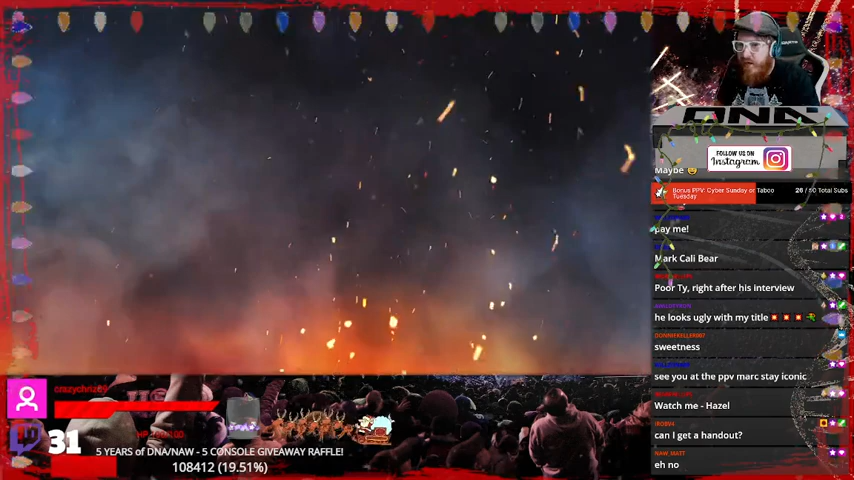 DNA
FOLLOW US ON
Instagram
Maybe
Bonus PPV: Cyber Sunday or Taboo
Tuesday
26 / 50 Total Subs
pay me!
Mark Cali Bear
Poor Ty, right after his interview
he looks ugly with my title
sweetness
see you at the ppv marc stay iconic
Watch me - Hazel
can I get a handout?
NAW_MATT
eh no
31
5 YEARS of DNA/NAW - 5 CONSOLE GIVEAWAY RAFFLE!
108412 (19.51%)